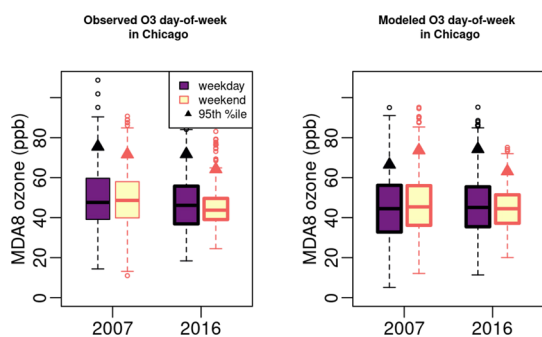 Observed O3 day-of-week
in Chicago
MDA8 ozone (ppb)
0
20
40
60
80
weekday
weekend
95th %ile
2007
2016
Modeled O3 day-of-week
in Chicago
MDA8 ozone (ppb)
0
20
40
60
80
2007
2016